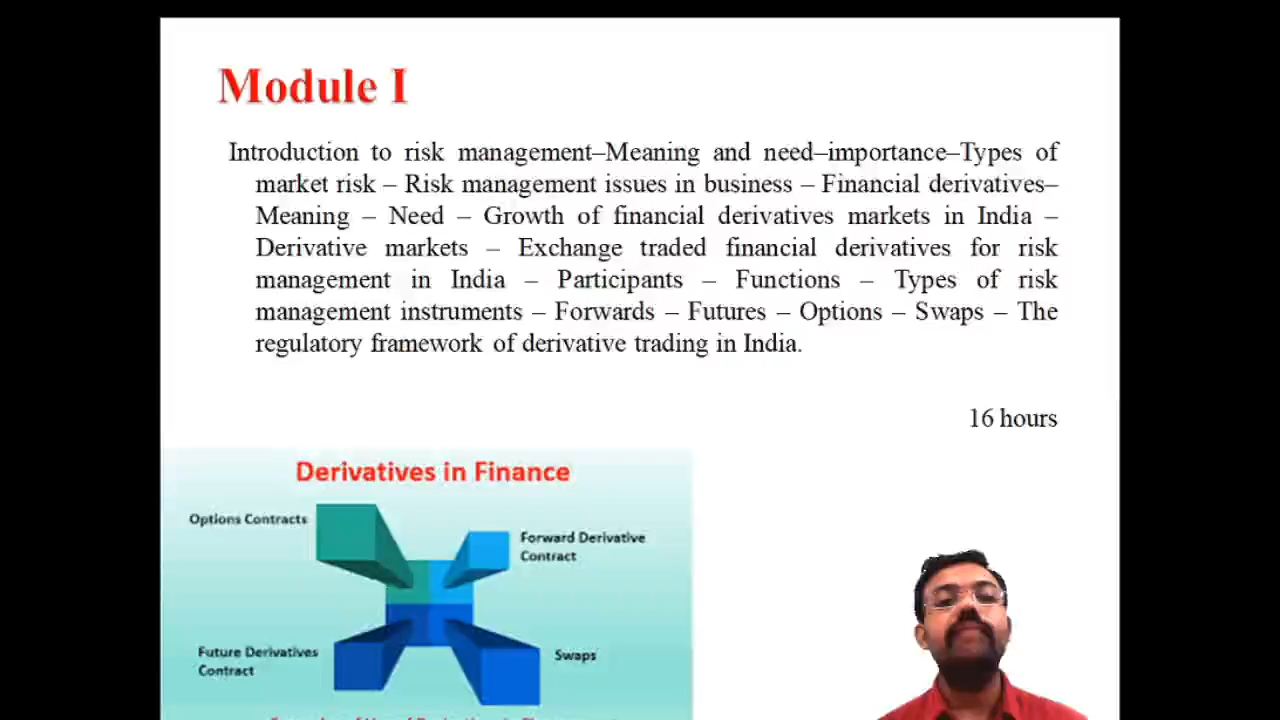 Module I
Introduction to risk management–Meaning and need–importance–Types of
market risk – Risk management issues in business – Financial derivatives–
Meaning – Need – Growth of financial derivatives markets in India –
Derivative markets – Exchange traded financial derivatives for risk
management in India – Participants – Functions – Types of risk
management instruments – Forwards – Futures – Options – Swaps – The
regulatory framework of derivative trading in India.
16 hours
Derivatives in Finance
Options Contracts
Forward Derivative
Contract
Future Derivatives
Contract
Swaps